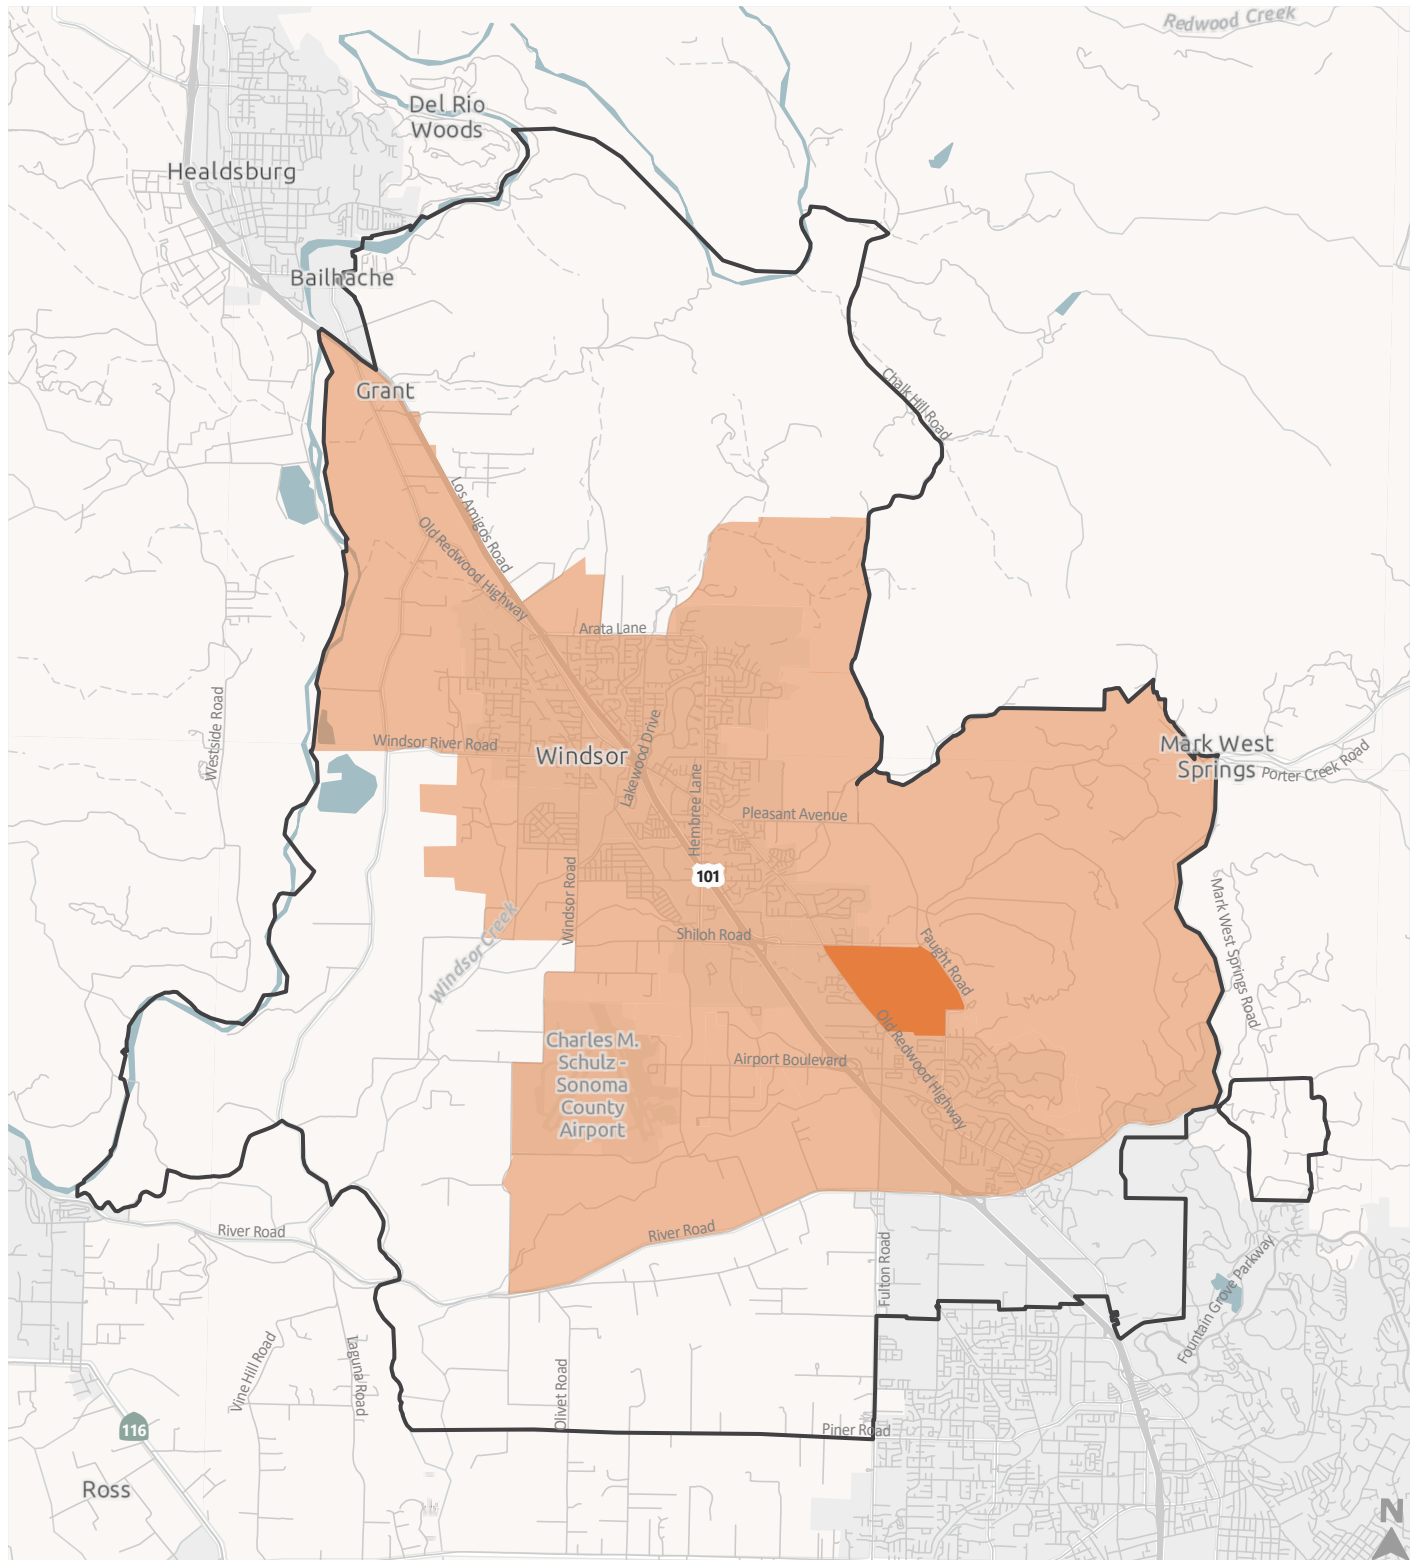 Redwood Creek
Del Rio
Woods
Healdsburg
Bailhache
Grant
Chalk Hill Road
Los Amigos Road
Old Redwood Highway
Arata Lane
Westside Road
Windsor River Road
Windsor
Lakewood Drive
Mark West
Springs
Porter Creek Road
Hembree Lane
Pleasant Avenue
101
Windsor Road
Mark West Springs Road
Windsor Creek
Shiloh Road
Faught Road
Charles M.
Schulz -
Sonoma
County
Airport
Airport Boulevard
Old Redwood Highway
River Road
River Road
Fulton Road
Fountain Grove Parkway
Vine Hill Road
Laguna Road
Olivet Road
Piner Road
116
Ross
N